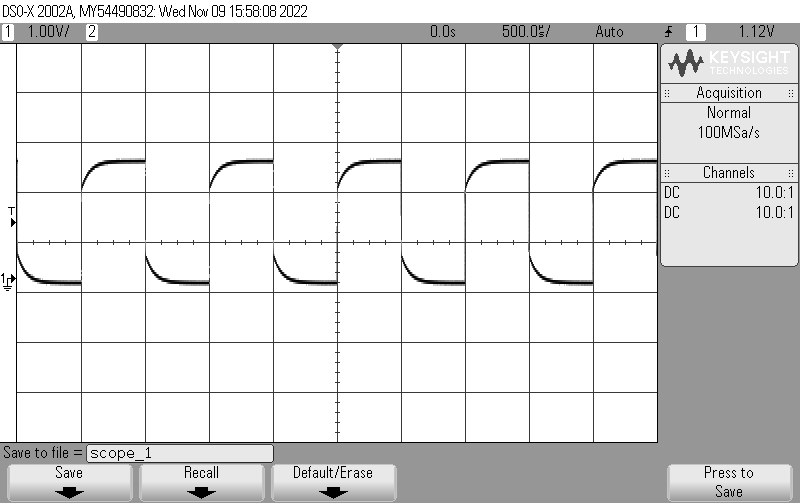 DSO-X 2002A, MY54490832: Wed Nov 09 15:58:08 2022
1 1.00V/ 2 0.0s 500.0s/ Auto 1 1.12V
KEYSIGHT
TECHNOLOGIES
Acquisition
Normal
100MSa/s
Channels
DC 10.0:1
DC 10.0:1
T
1
Save to file = scope_1
Save Recall Default/Erase Press to
Save